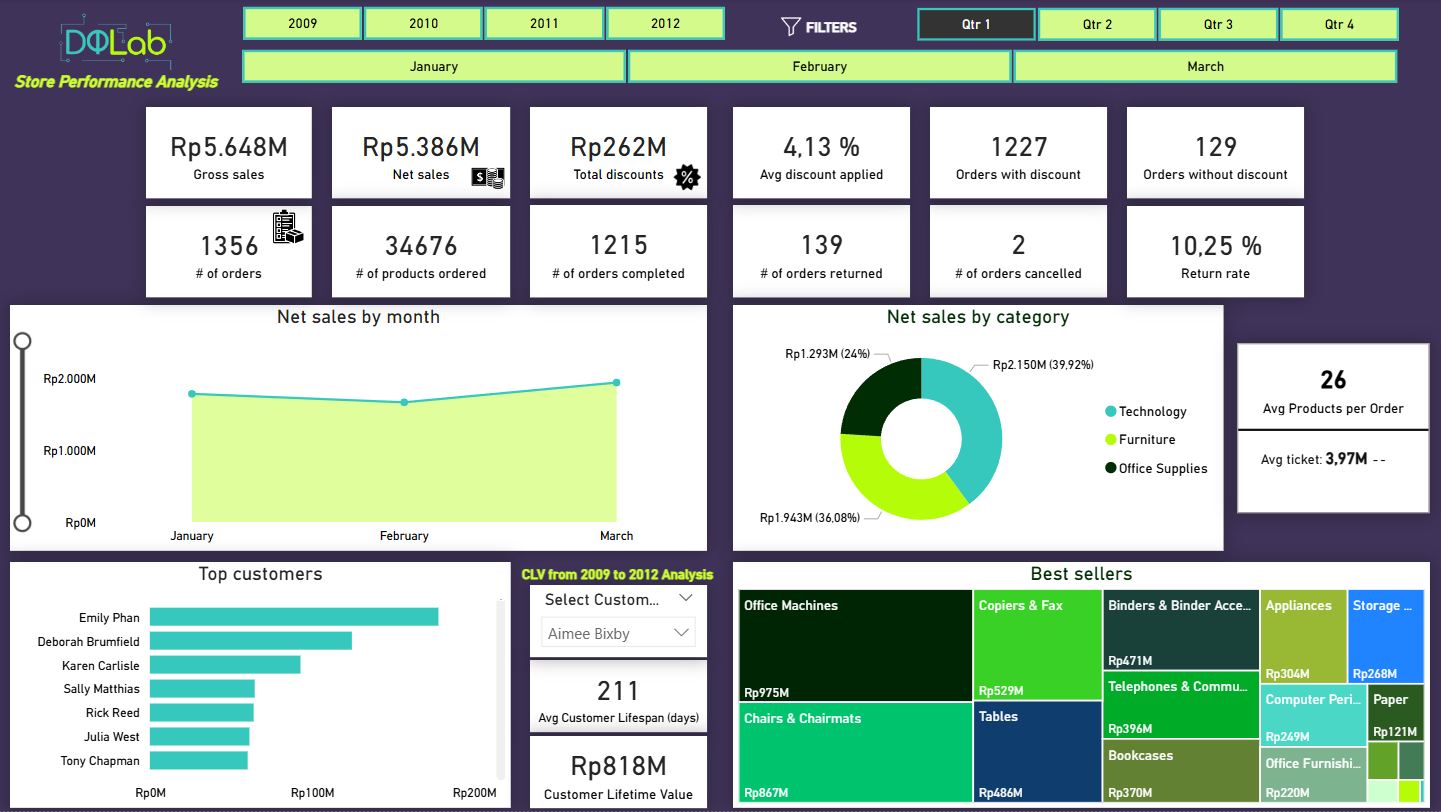 DOLab
Store Performance Analysis
2009
2010
2011
2012
FILTERS
Qtr 1
Qtr 2
Qtr 3
Qtr 4
January
February
March
Rp5.648M
Gross sales
Rp5.386M
Net sales
$
Rp262M
Total discounts
%
4,13 %
Avg discount applied
1227
Orders with discount
129
Orders without discount
1356
# of orders
34676
# of products ordered
1215
# of orders completed
139
# of orders returned
2
# of orders cancelled
10,25 %
Return rate
Net sales by month
Rp2.000M
Rp1.000M
Rp0M
January
February
March
Net sales by category
Rp1.293M (24%)
Rp2.150M (39,92%)
Rp1.943M (36,08%)
Technology
Furniture
Office Supplies
26
Avg Products per Order
Avg ticket: 3,97M --
Top customers
Emily Phan
Deborah Brumfield
Karen Carlisle
Sally Matthias
Rick Reed
Julia West
Tony Chapman
Rp0M
Rp100M
Rp200M
CLV from 2009 to 2012 Analysis
Select Custom...
Aimee Bixby
211
Avg Customer Lifespan (days)
Rp818M
Customer Lifetime Value
Best sellers
Office Machines
Rp975M
Chairs & Chairmats
Rp867M
Copiers & Fax
Rp529M
Tables
Rp486M
Binders & Binder Acce...
Rp471M
Telephones & Commu...
Rp396M
Bookcases
Rp370M
Appliances
Rp304M
Storage ...
Rp268M
Computer Peri...
Rp249M
Paper
Rp121M
Office Furnishi...
Rp220M